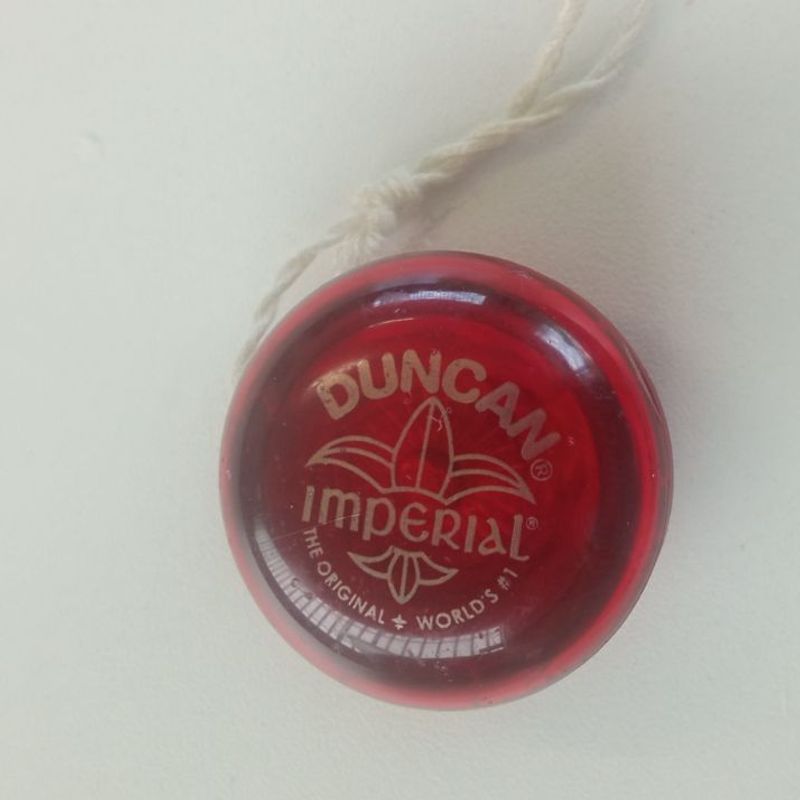 DUNCAN®
IMPERIAL®
THE ORIGINAL WORLD'S #1